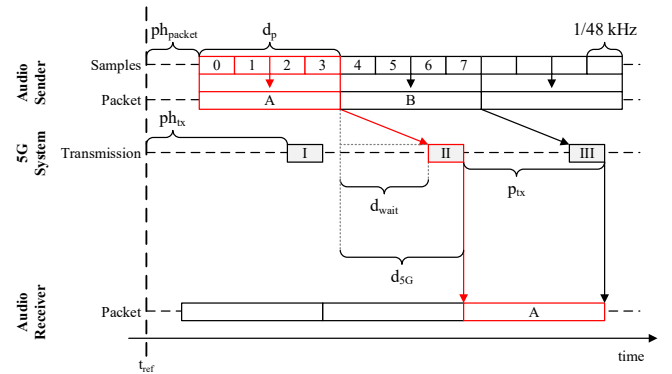 ph_packet d_p 1/48 kHz
Audio Sender
Samples 0 1 2 3 4 5 6 7
Packet A B
ph_tx
5G System
Transmission I II III
d_wait p_tx
d_5G
Audio Receiver
Packet A
t_ref time